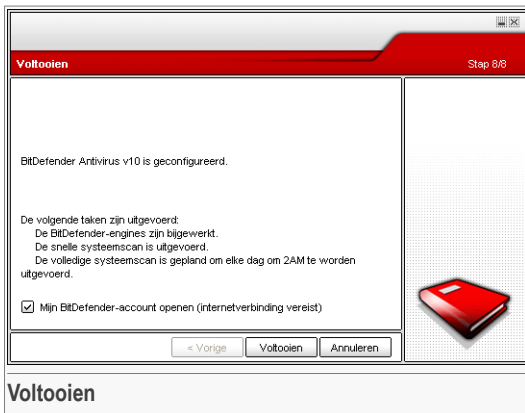 Voltooien
Stap 8/8
BitDefender Antivirus v10 is geconfigureerd.
De volgende taken zijn uitgevoerd:
De BitDefender-engines zijn bijgewerkt.
De snelle systeemscan is uitgevoerd.
De volledige systeemscan is gepland om elke dag om 2AM te worden
uitgevoerd.
Mijn BitDefender-account openen (internetverbinding vereist)
< Vorige
Voltooien
Annuleren
Voltooien